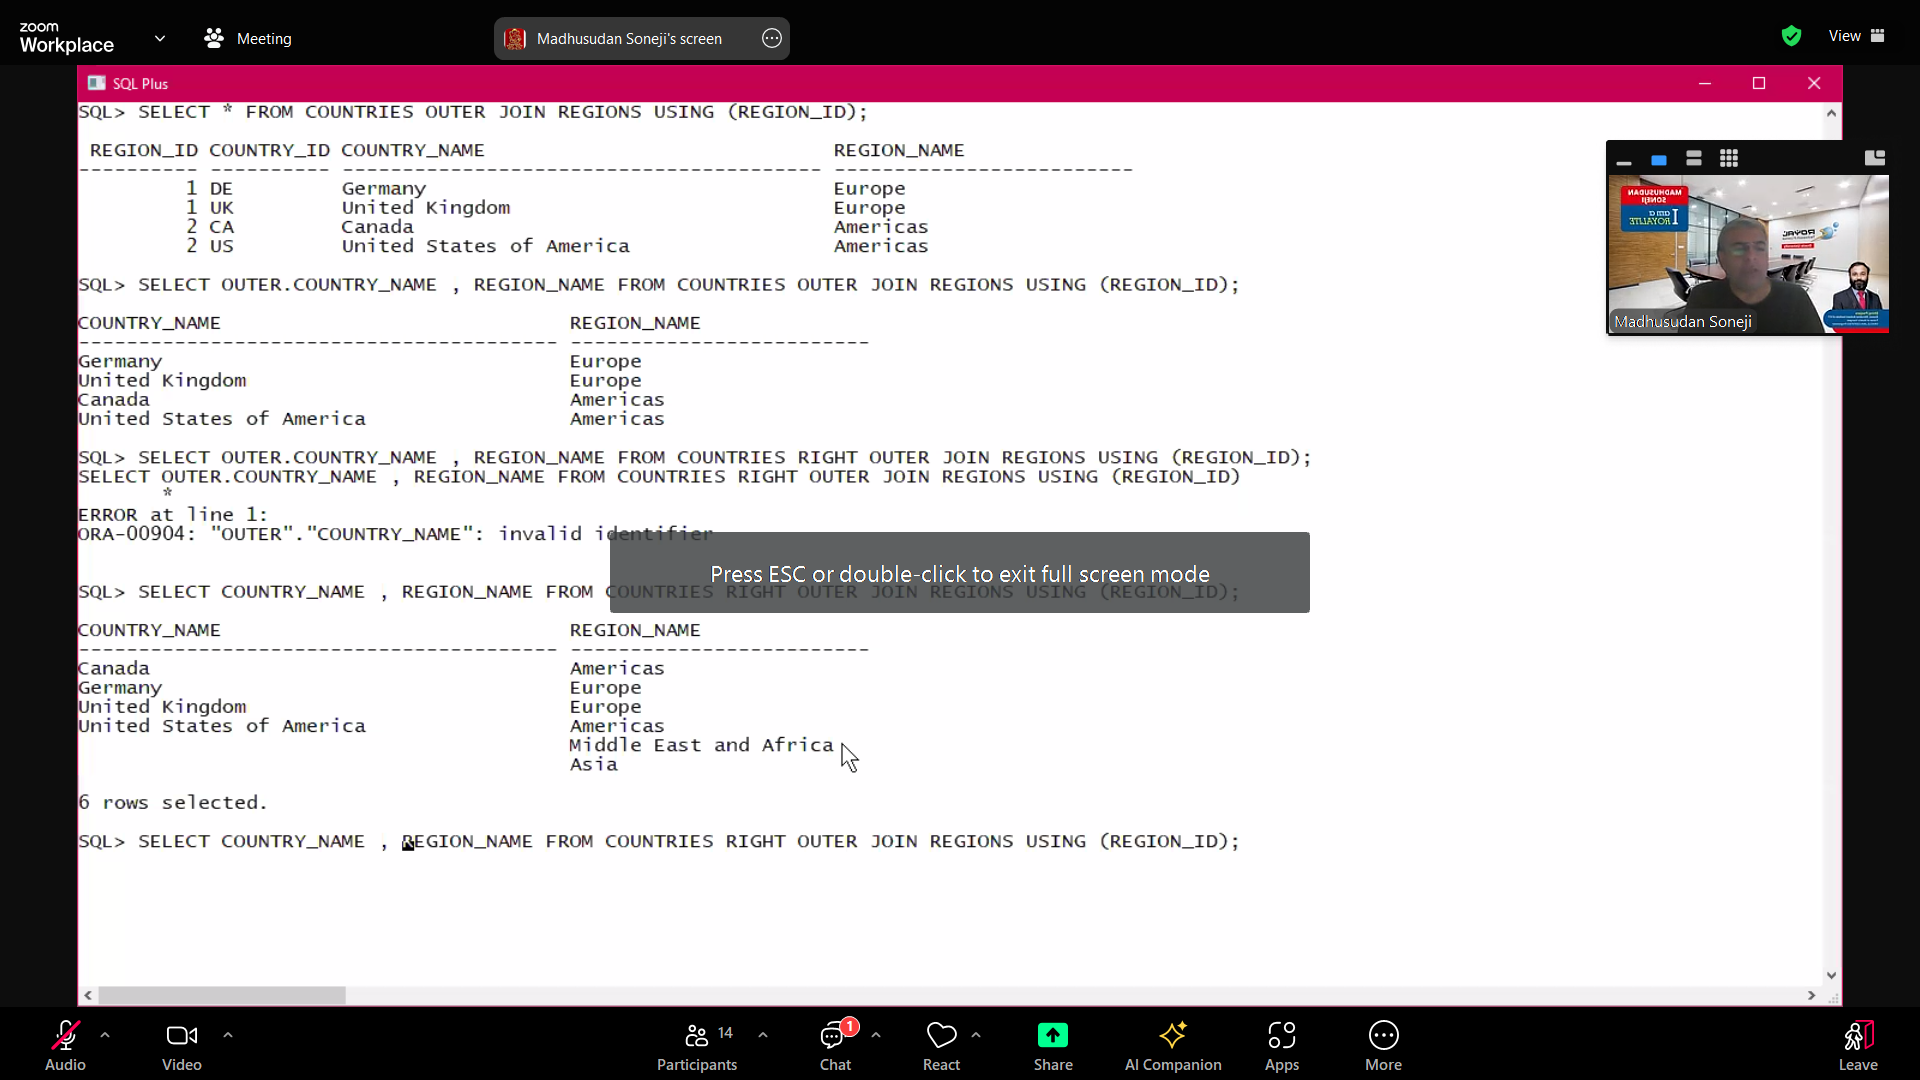 zoom
Workplace
Meeting
Madhusudan Soneji's screen
View
SQL Plus
SQL> SELECT * FROM COUNTRIES OUTER JOIN REGIONS USING (REGION_ID);
REGION_ID COUNTRY_ID COUNTRY_NAME REGION_NAME
---------- ---------- ---------------------------------------- -------------------------
1 DE Germany Europe
1 UK United Kingdom Europe
2 CA Canada Americas
2 US United States of America Americas
SQL> SELECT OUTER.COUNTRY_NAME , REGION_NAME FROM COUNTRIES OUTER JOIN REGIONS USING (REGION_ID);
COUNTRY_NAME REGION_NAME
---------------------------------------- -------------------------
Germany Europe
United Kingdom Europe
Canada Americas
United States of America Americas
SQL> SELECT OUTER.COUNTRY_NAME , REGION_NAME FROM COUNTRIES RIGHT OUTER JOIN REGIONS USING (REGION_ID);
SELECT OUTER.COUNTRY_NAME , REGION_NAME FROM COUNTRIES RIGHT OUTER JOIN REGIONS USING (REGION_ID)
*
ERROR at line 1:
ORA-00904: "OUTER"."COUNTRY_NAME": invalid identifier
Press ESC or double-click to exit full screen mode
SQL> SELECT COUNTRY_NAME , REGION_NAME FROM COUNTRIES RIGHT OUTER JOIN REGIONS USING (REGION_ID);
COUNTRY_NAME REGION_NAME
---------------------------------------- -------------------------
Canada Americas
Germany Europe
United Kingdom Europe
United States of America Americas
Middle East and Africa
Asia
6 rows selected.
SQL> SELECT COUNTRY_NAME , REGION_NAME FROM COUNTRIES RIGHT OUTER JOIN REGIONS USING (REGION_ID);
MADHUSUDAN
SONEJI
I am a
ROYALITE
ROYAL
Madhusudan Soneji
Audio
Video
14
Participants
1
Chat
React
Share
AI Companion
Apps
More
Leave